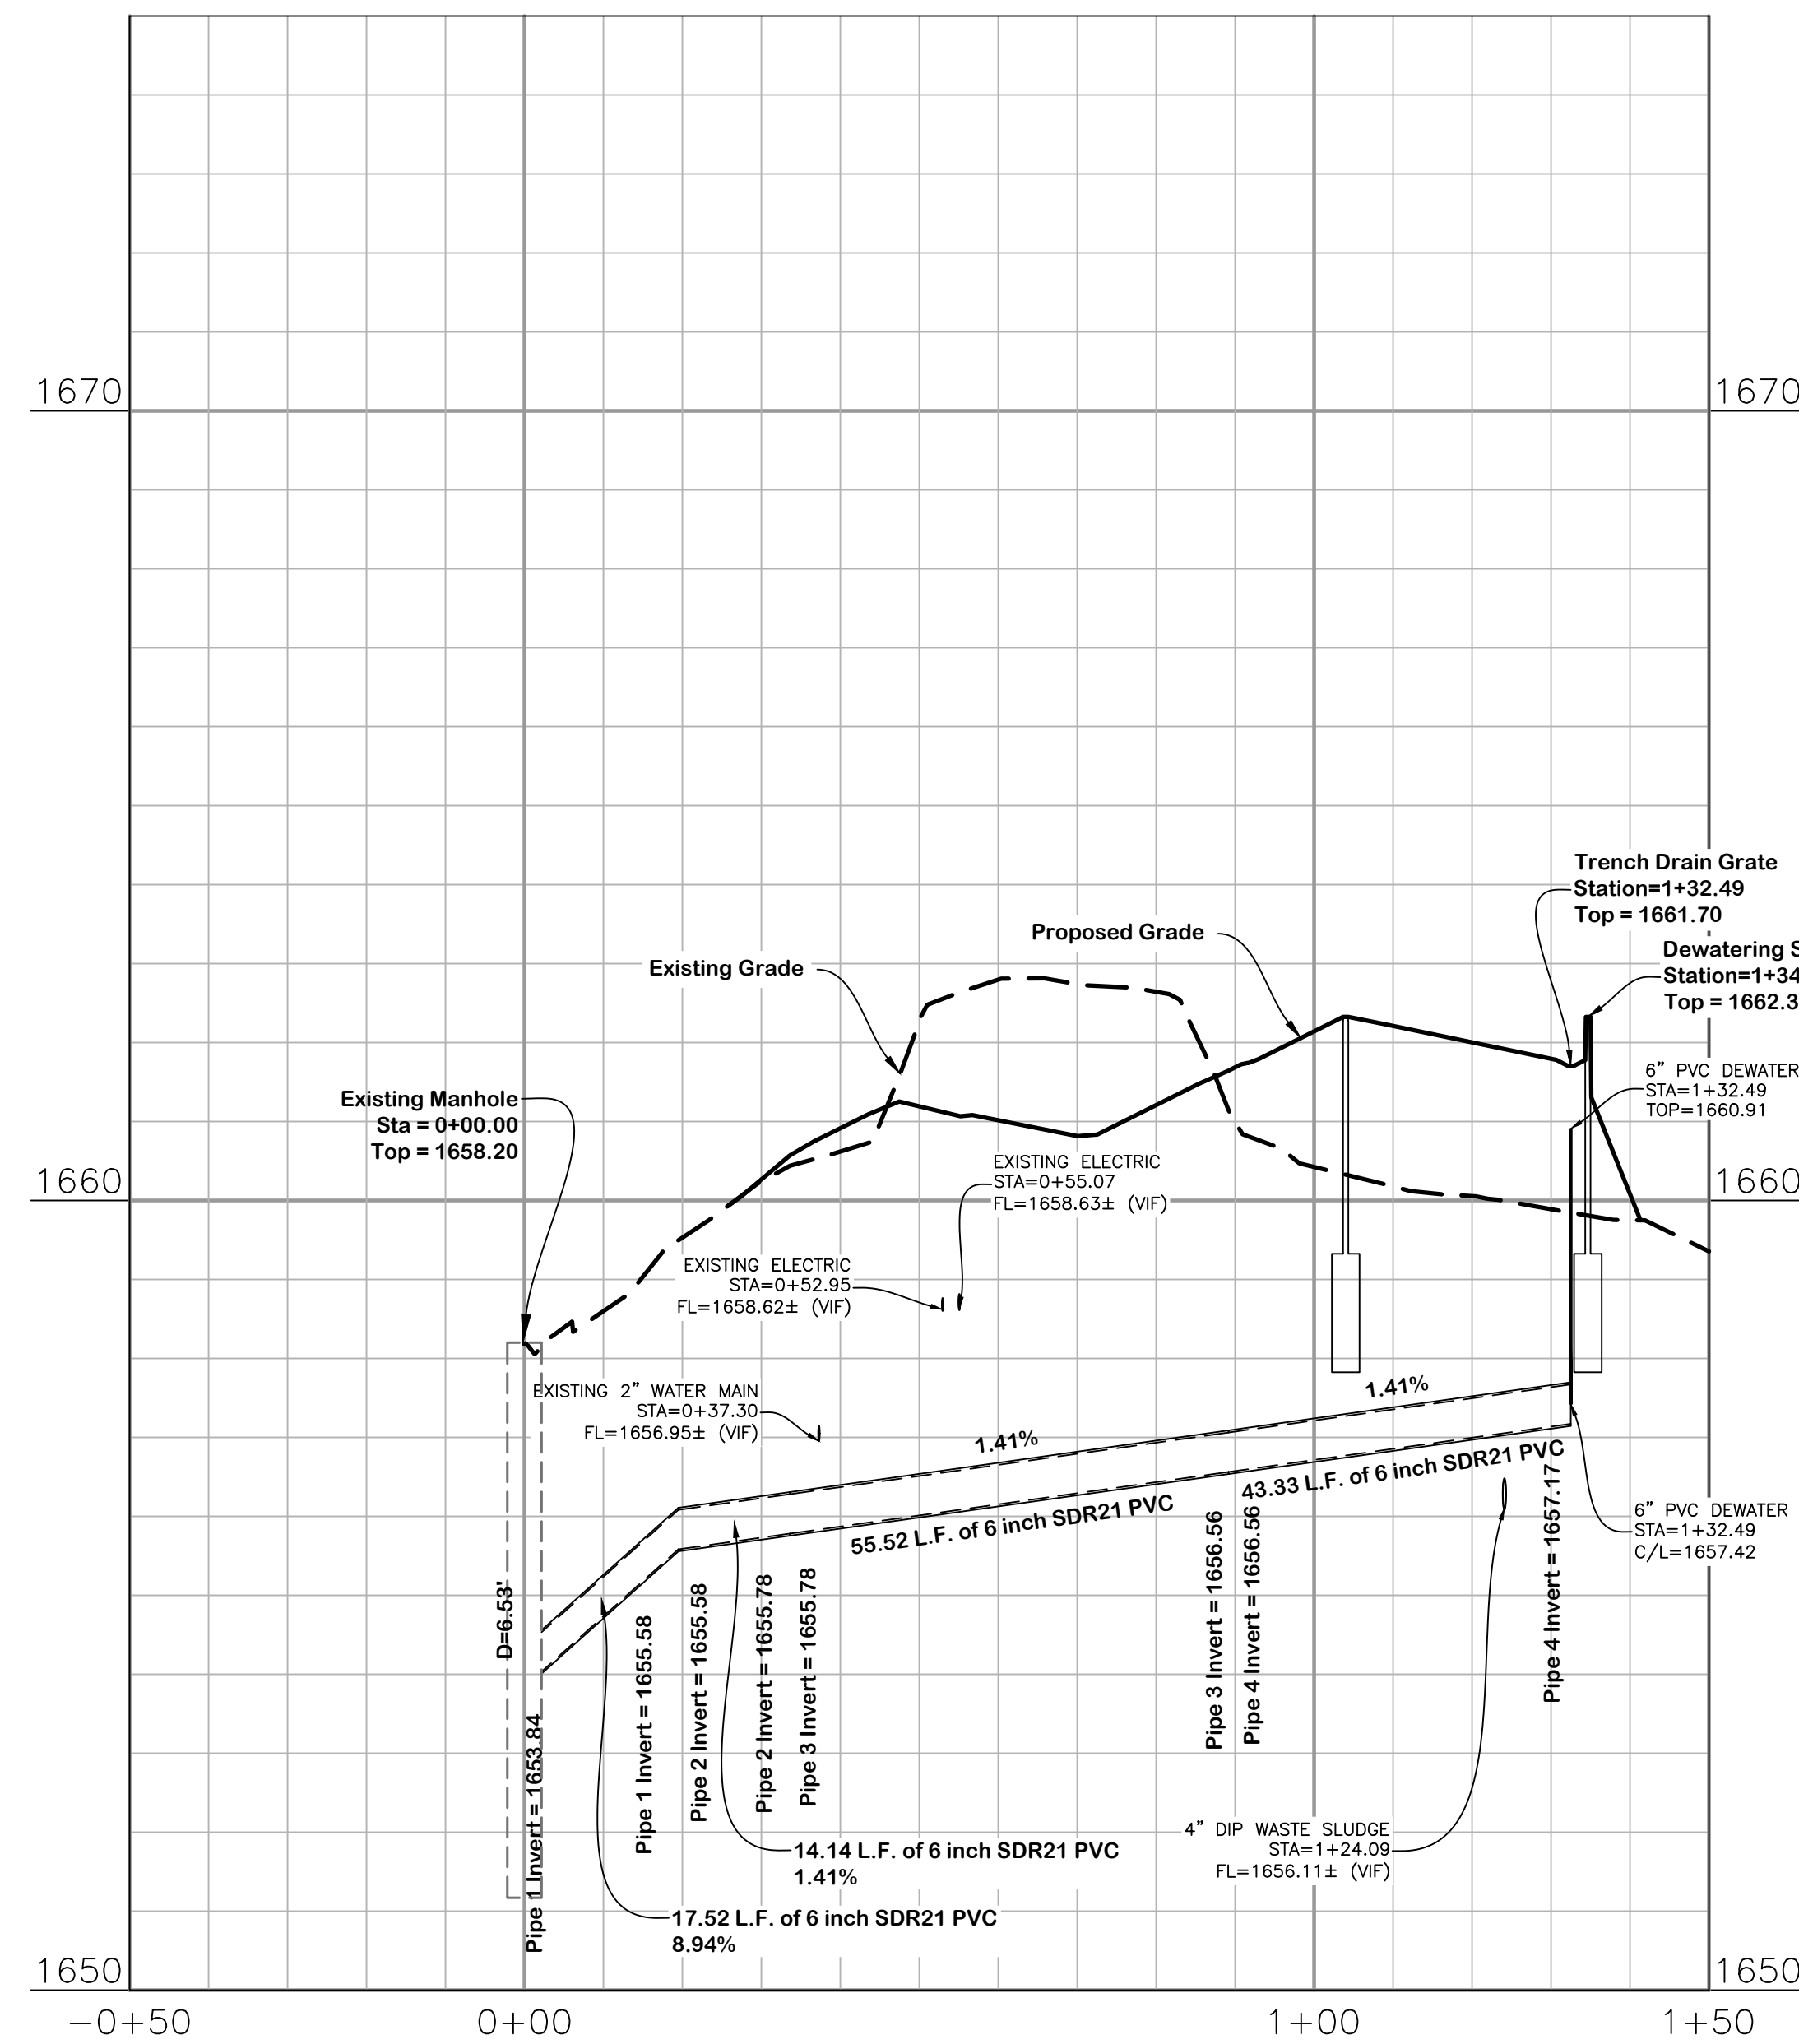 1670
1670
Trench Drain Grate
Station=1+32.49
Top = 1661.70
Proposed Grade
Dewatering S
Station=1+34
Top = 1662.3
Existing Grade
6” PVC DEWATER
STA=1+32.49
TOP=1660.91
Existing Manhole
Sta = 0+00.00
Top = 1658.20
EXISTING ELECTRIC
STA=0+55.07
FL=1658.63± (VIF)
1660
1660
EXISTING ELECTRIC
STA=0+52.95
FL=1658.62± (VIF)
EXISTING 2” WATER MAIN
STA=0+37.30
FL=1656.95± (VIF)
1.41%
1.41%
43.33 L.F. of 6 inch SDR21 PVC
55.52 L.F. of 6 inch SDR21 PVC
6” PVC DEWATER
STA=1+32.49
C/L=1657.42
D=6.53'
Pipe 1 Invert = 1653.84
Pipe 1 Invert = 1655.58
Pipe 2 Invert = 1655.58
Pipe 2 Invert = 1655.78
Pipe 3 Invert = 1655.78
Pipe 3 Invert = 1656.56
Pipe 4 Invert = 1656.56
Pipe 4 Invert = 1657.17
4” DIP WASTE SLUDGE
STA=1+24.09
FL=1656.11± (VIF)
14.14 L.F. of 6 inch SDR21 PVC
1.41%
17.52 L.F. of 6 inch SDR21 PVC
8.94%
1650
1650
-0+50
0+00
1+00
1+50